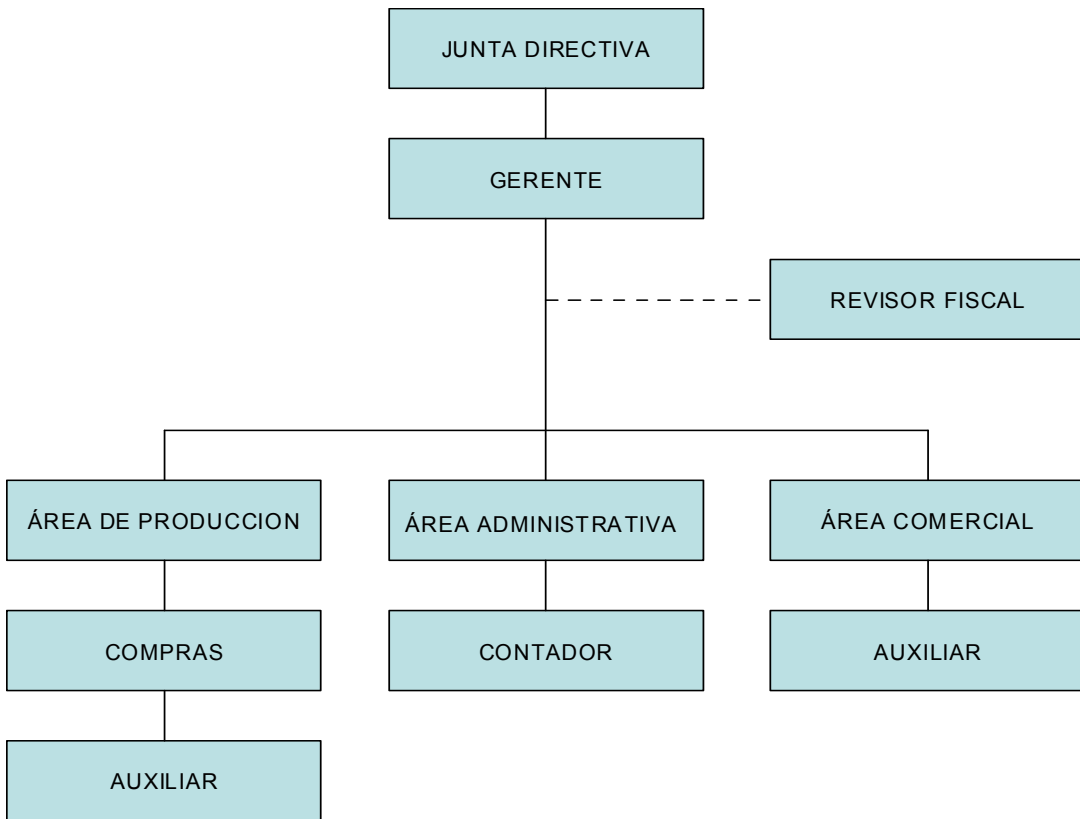 JUNTA DIRECTIVA
GERENTE
REVISOR FISCAL
ÁREA DE PRODUCCION
ÁREA ADMINISTRATIVA
ÁREA COMERCIAL
COMPRAS
CONTADOR
AUXILIAR
AUXILIAR